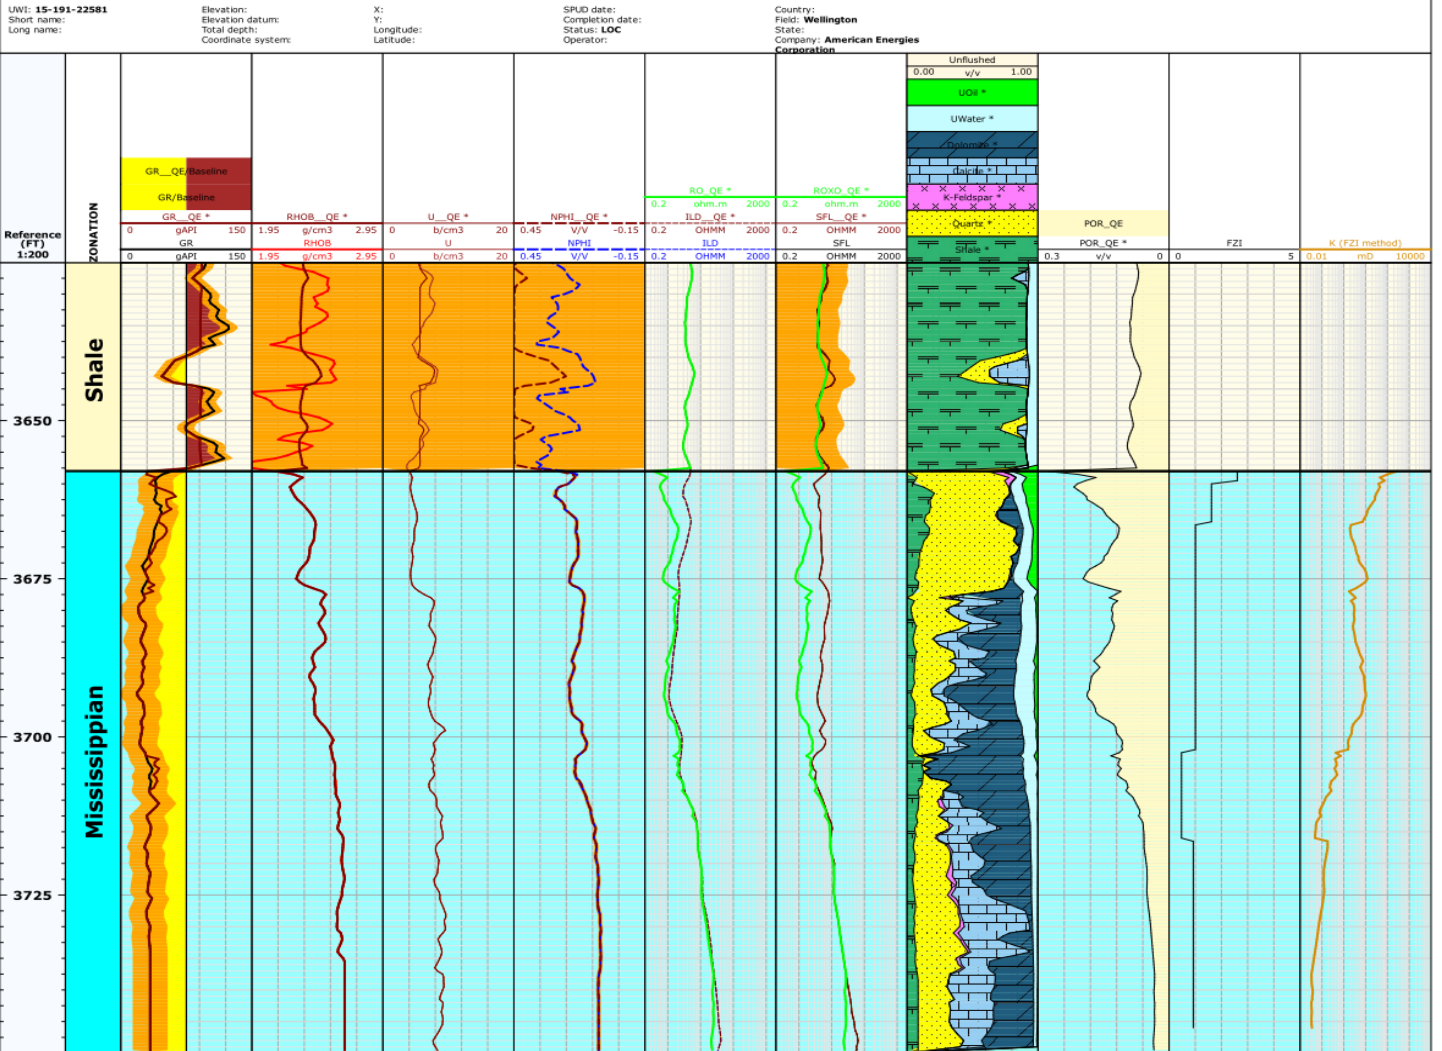 UWI: 15-191-22581 Elevation: X: SPUD date: Country:
Short name: Elevation datum: Y: Completion date: Field: Wellington
Long name: Total depth: Longitude: Status: LOC State:
Coordinate system: Latitude: Operator: Company: American Energies
Corporation
Unflushed
0.00 v/v 1.00
UOil *
UWater *
Dolomite *
GR__QE/Baseline Calcite *
GR/Baseline RO_QE * ROXO_QE * K-Feldspar *
0.2 ohm.m 2000 0.2 ohm.m 2000
GR__QE * RHOB__QE * U__QE * NPHI__QE * ILD__QE * SFL__QE * Quartz * POR_QE
0 gAPI 150 1.95 g/cm3 2.95 0 b/cm3 20 0.45 V/V -0.15 0.2 OHMM 2000 0.2 OHMM 2000
Reference
(FT)
1:200
ZONATION
GR RHOB U NPHI ILD SFL Shale * POR_QE * FZI K (FZI method)
0 gAPI 150 1.95 g/cm3 2.95 0 b/cm3 20 0.45 V/V -0.15 0.2 OHMM 2000 0.2 OHMM 2000 0.3 v/v 0 0 5 0.01 mD 10000
Shale
3650
3675
3700
Mississippian
3725